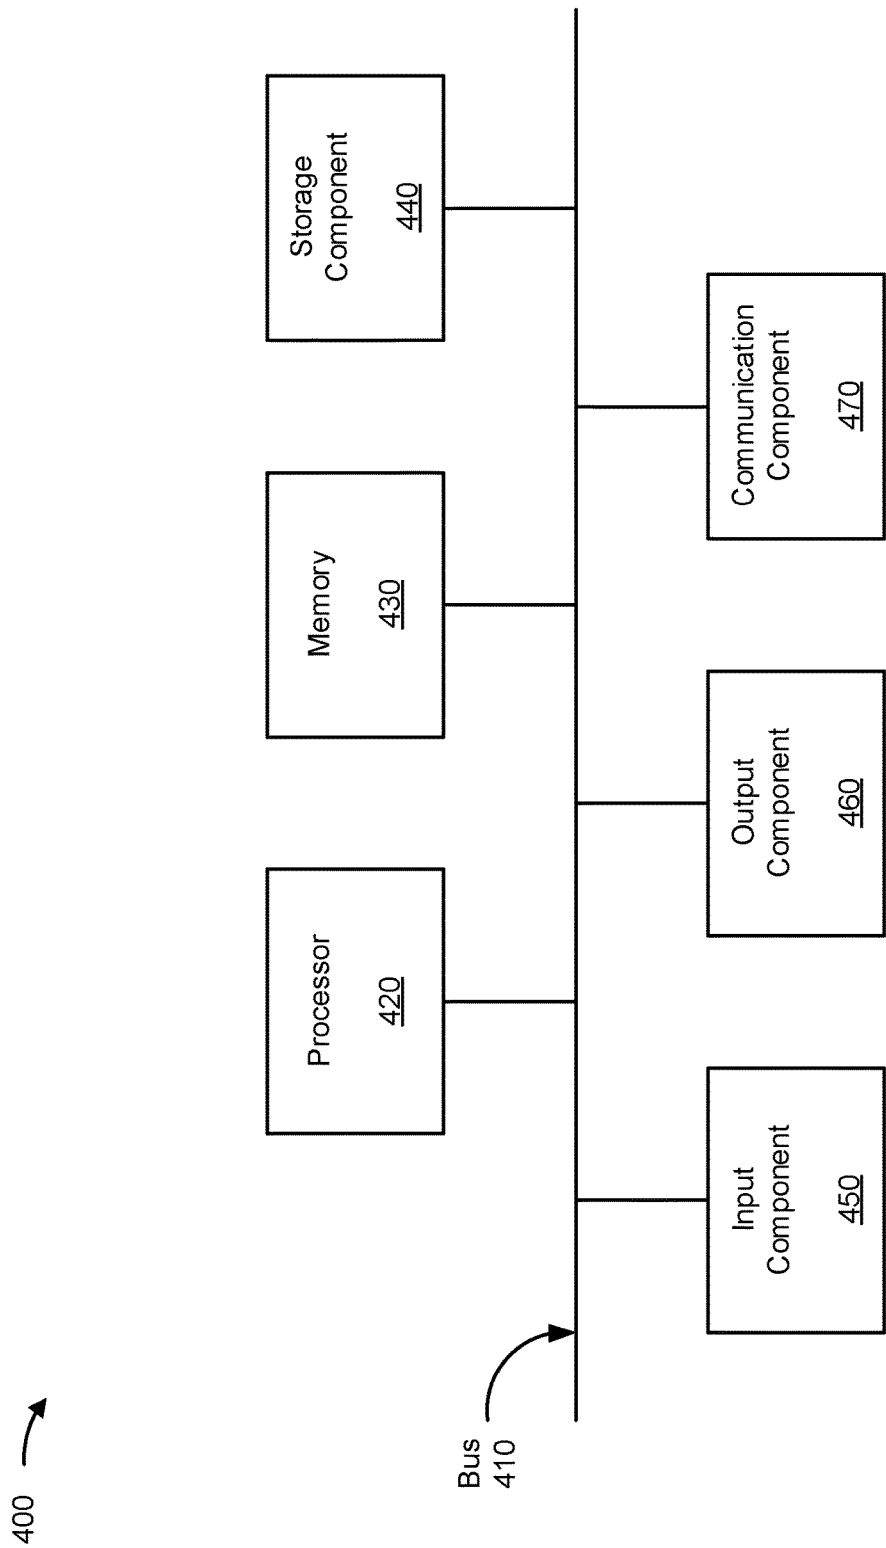 400
Processor
420
Memory
430
Storage
Component
440
Bus
410
Input
Component
450
Output
Component
460
Communication
Component
470